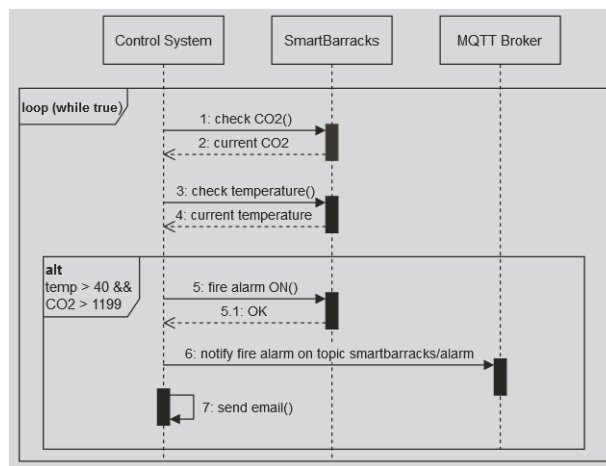 Control System
SmartBarracks
MQTT Broker
loop (while true)
1: check CO2()
2: current CO2
3: check temperature()
4: current temperature
alt
temp > 40 &&
CO2 > 1199
5: fire alarm ON()
5.1: OK
6: notify fire alarm on topic smartbarracks/alarm
7: send email()